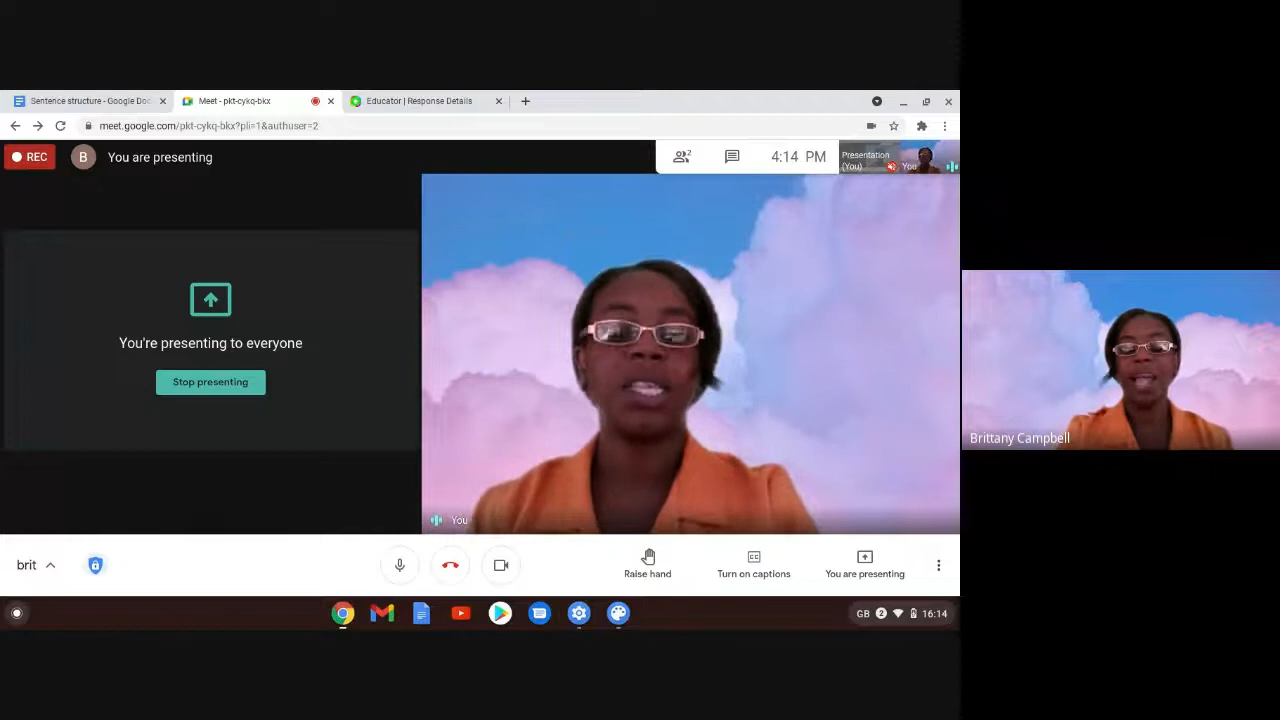 Sentence structure - Google Doc
Meet - pkt-cykq-bkx
Educator | Response Details
meet.google.com/pkt-cykq-bkx?pli=1&authuser=2
REC
B
You are presenting
2
4:14 PM
Presentation
(You)
You
You're presenting to everyone
Stop presenting
You
Brittany Campbell
brit
Raise hand
Turn on captions
You are presenting
GB
2
16:14